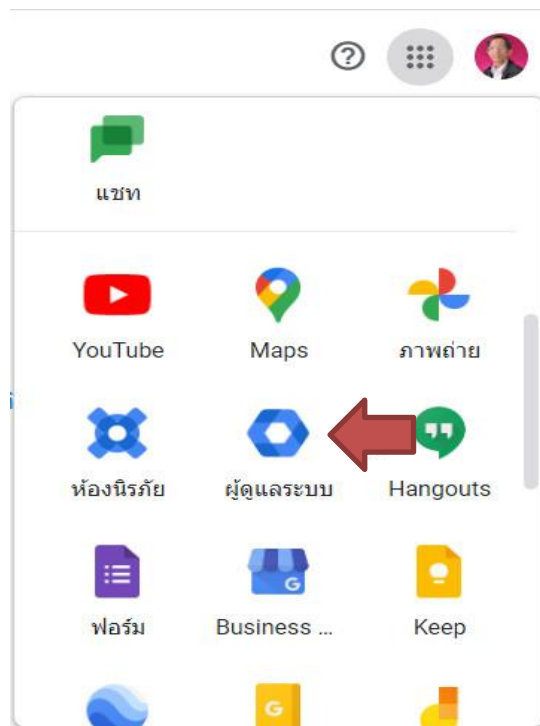 แชท
YouTube Maps ภาพถ่าย
ห้องนิรภัย ผู้ดูแลระบบ Hangouts
ฟอร์ม Business ... Keep
G